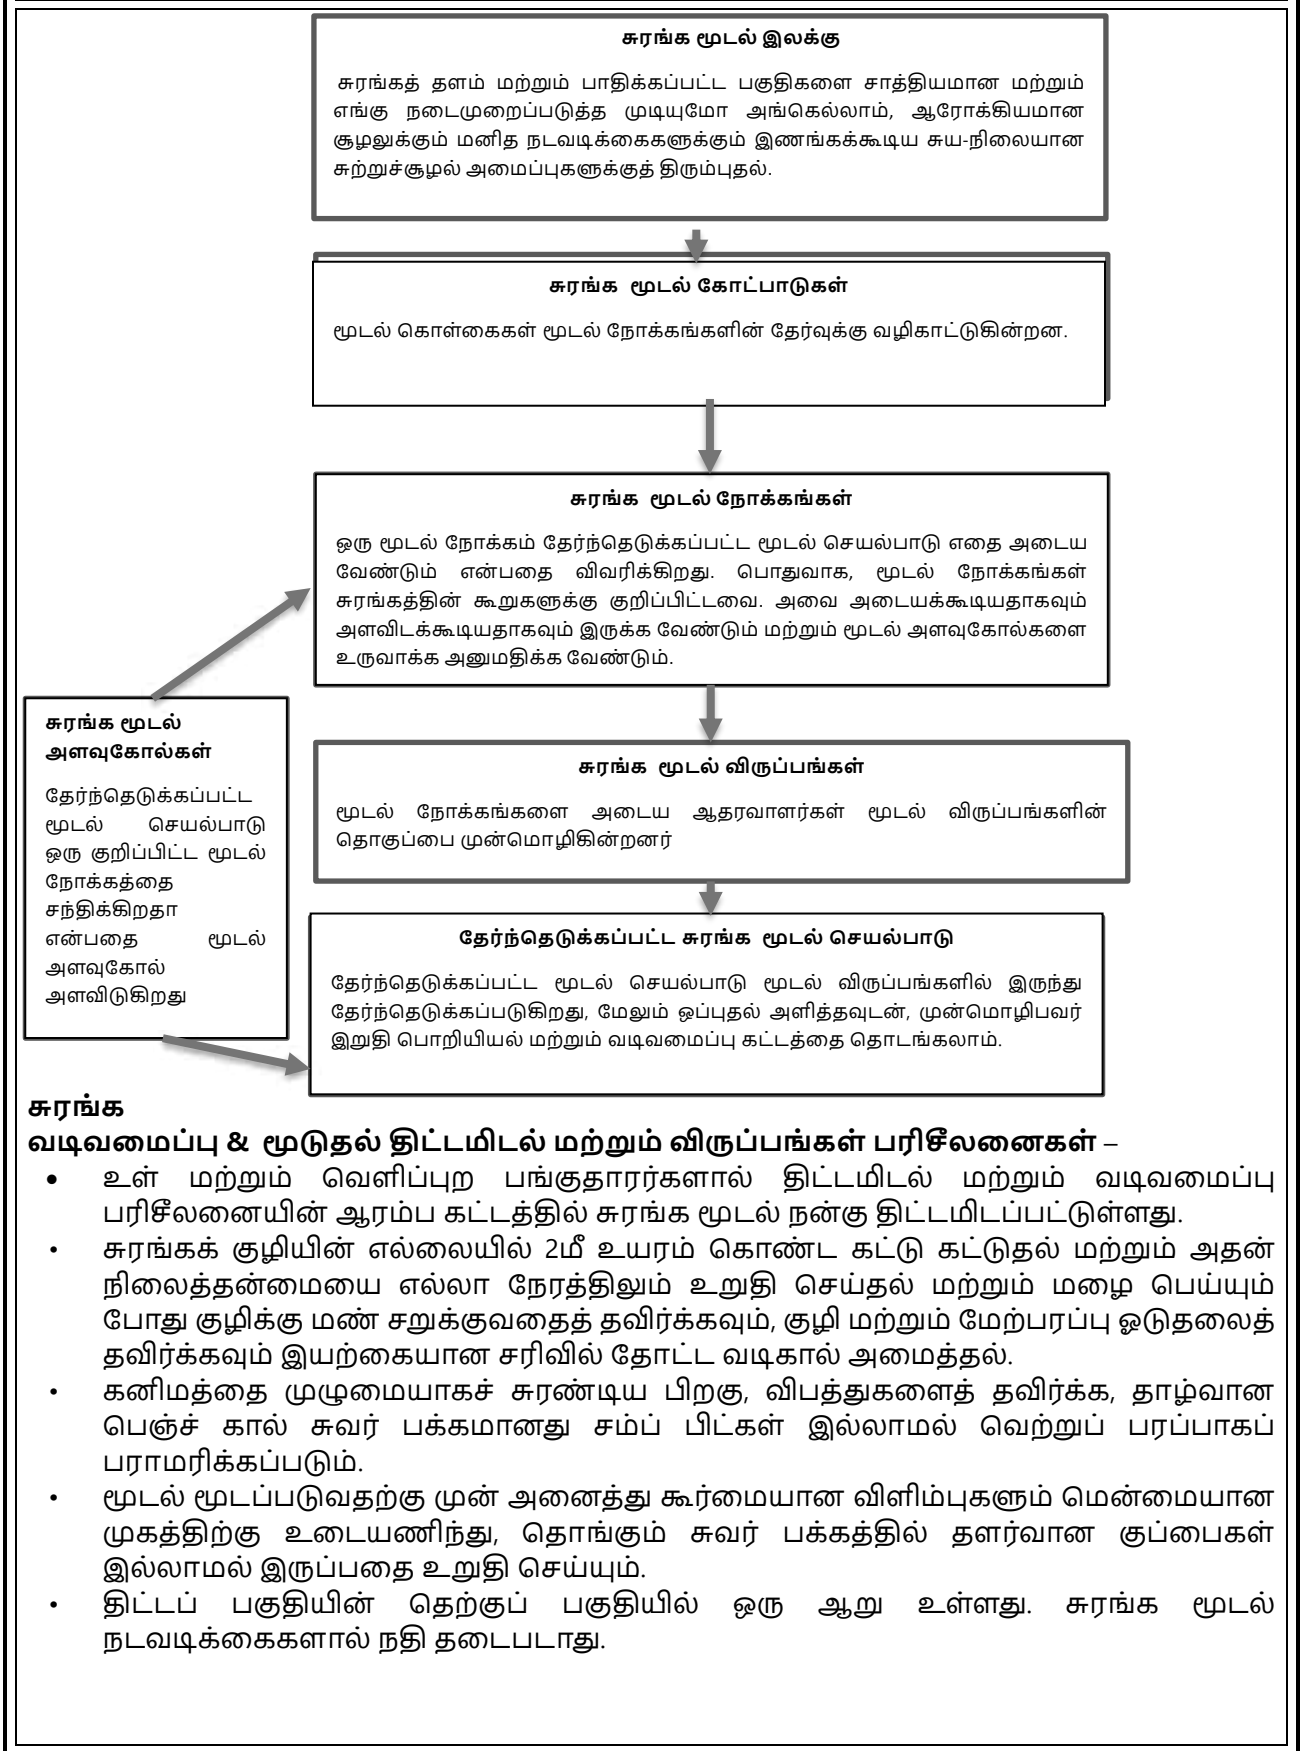 சுரங்க மூடல் இலக்கு
சுரங்கத் தளம் மற்றும் பாதிக்கப்பட்ட பகுதிகளை சாத்தியமான மற்றும்
எங்கு நடைமுறைப்படுத்த முடியுமோ அங்கெல்லாம், ஆரோக்கியமான
சூழலுக்கும் மனித நடவடிக்கைகளுக்கும் இணங்கக்கூடிய சுய-நிலையான
சுற்றுச்சூழல் அமைப்புகளுக்குத் திரும்புதல்.
சுரங்க மூடல் கோட்பாடுகள்
மூடல் கொள்கைகள் மூடல் நோக்கங்களின் தேர்வுக்கு வழிகாட்டுகின்றன.
சுரங்க மூடல் நோக்கங்கள்
ஒரு மூடல் நோக்கம் தேர்ந்தெடுக்கப்பட்ட மூடல் செயல்பாடு எதை அடைய
வேண்டும் என்பதை விவரிக்கிறது. பொதுவாக, மூடல் நோக்கங்கள்
சுரங்கத்தின் கூறுகளுக்கு குறிப்பிட்டவை. அவை அடையக்கூடியதாகவும்
அளவிடக்கூடியதாகவும் இருக்க வேண்டும் மற்றும் மூடல் அளவுகோல்களை
உருவாக்க அனுமதிக்க வேண்டும்.
சுரங்க மூடல்
அளவுகோல்கள்
தேர்ந்தெடுக்கப்பட்ட
மூடல் செயல்பாடு
ஒரு குறிப்பிட்ட மூடல்
நோக்கத்தை
சந்திக்கிறதா
என்பதை மூடல்
அளவுகோல்
அளவிடுகிறது
சுரங்க மூடல் விருப்பங்கள்
மூடல் நோக்கங்களை அடைய ஆதரவாளர்கள் மூடல் விருப்பங்களின்
தொகுப்பை முன்மொழிகின்றனர்
தேர்ந்தெடுக்கப்பட்ட சுரங்க மூடல் செயல்பாடு
தேர்ந்தெடுக்கப்பட்ட மூடல் செயல்பாடு மூடல் விருப்பங்களில் இருந்து
தேர்ந்தெடுக்கப்படுகிறது, மேலும் ஒப்புதல் அளித்தவுடன், முன்மொழிபவர்
இறுதி பொறியியல் மற்றும் வடிவமைப்பு கட்டத்தை தொடங்கலாம்.
சுரங்க
வடிவமைப்பு & மூடுதல் திட்டமிடல் மற்றும் விருப்பங்கள் பரிசீலனைகள் –
• உள் மற்றும் வெளிப்புற பங்குதாரர்களால் திட்டமிடல் மற்றும் வடிவமைப்பு
பரிசீலனையின் ஆரம்ப கட்டத்தில் சுரங்க மூடல் நன்கு திட்டமிடப்பட்டுள்ளது.
• சுரங்கக் குழியின் எல்லையில் 2மீ உயரம் கொண்ட கட்டு கட்டுதல் மற்றும் அதன்
நிலைத்தன்மையை எல்லா நேரத்திலும் உறுதி செய்தல் மற்றும் மழை பெய்யும்
போது குழிக்கு மண் சறுக்குவதைத் தவிர்க்கவும், குழி மற்றும் மேற்பரப்பு ஓடுதலைத்
தவிர்க்கவும் இயற்கையான சரிவில் தோட்ட வடிகால் அமைத்தல்.
• கனிமத்தை முழுமையாகச் சுரண்டிய பிறகு, விபத்துகளைத் தவிர்க்க, தாழ்வான
பெஞ்ச் கால் சுவர் பக்கமானது சம்ப் பிட்கள் இல்லாமல் வெற்றுப் பரப்பாகப்
பராமரிக்கப்படும்.
• மூடல் மூடப்படுவதற்கு முன் அனைத்து கூர்மையான விளிம்புகளும் மென்மையான
முகத்திற்கு உடையணிந்து, தொங்கும் சுவர் பக்கத்தில் தளர்வான குப்பைகள்
இல்லாமல் இருப்பதை உறுதி செய்யும்.
• திட்டப் பகுதியின் தெற்குப் பகுதியில் ஒரு ஆறு உள்ளது. சுரங்க மூடல்
நடவடிக்கைகளால் நதி தடைபடாது.